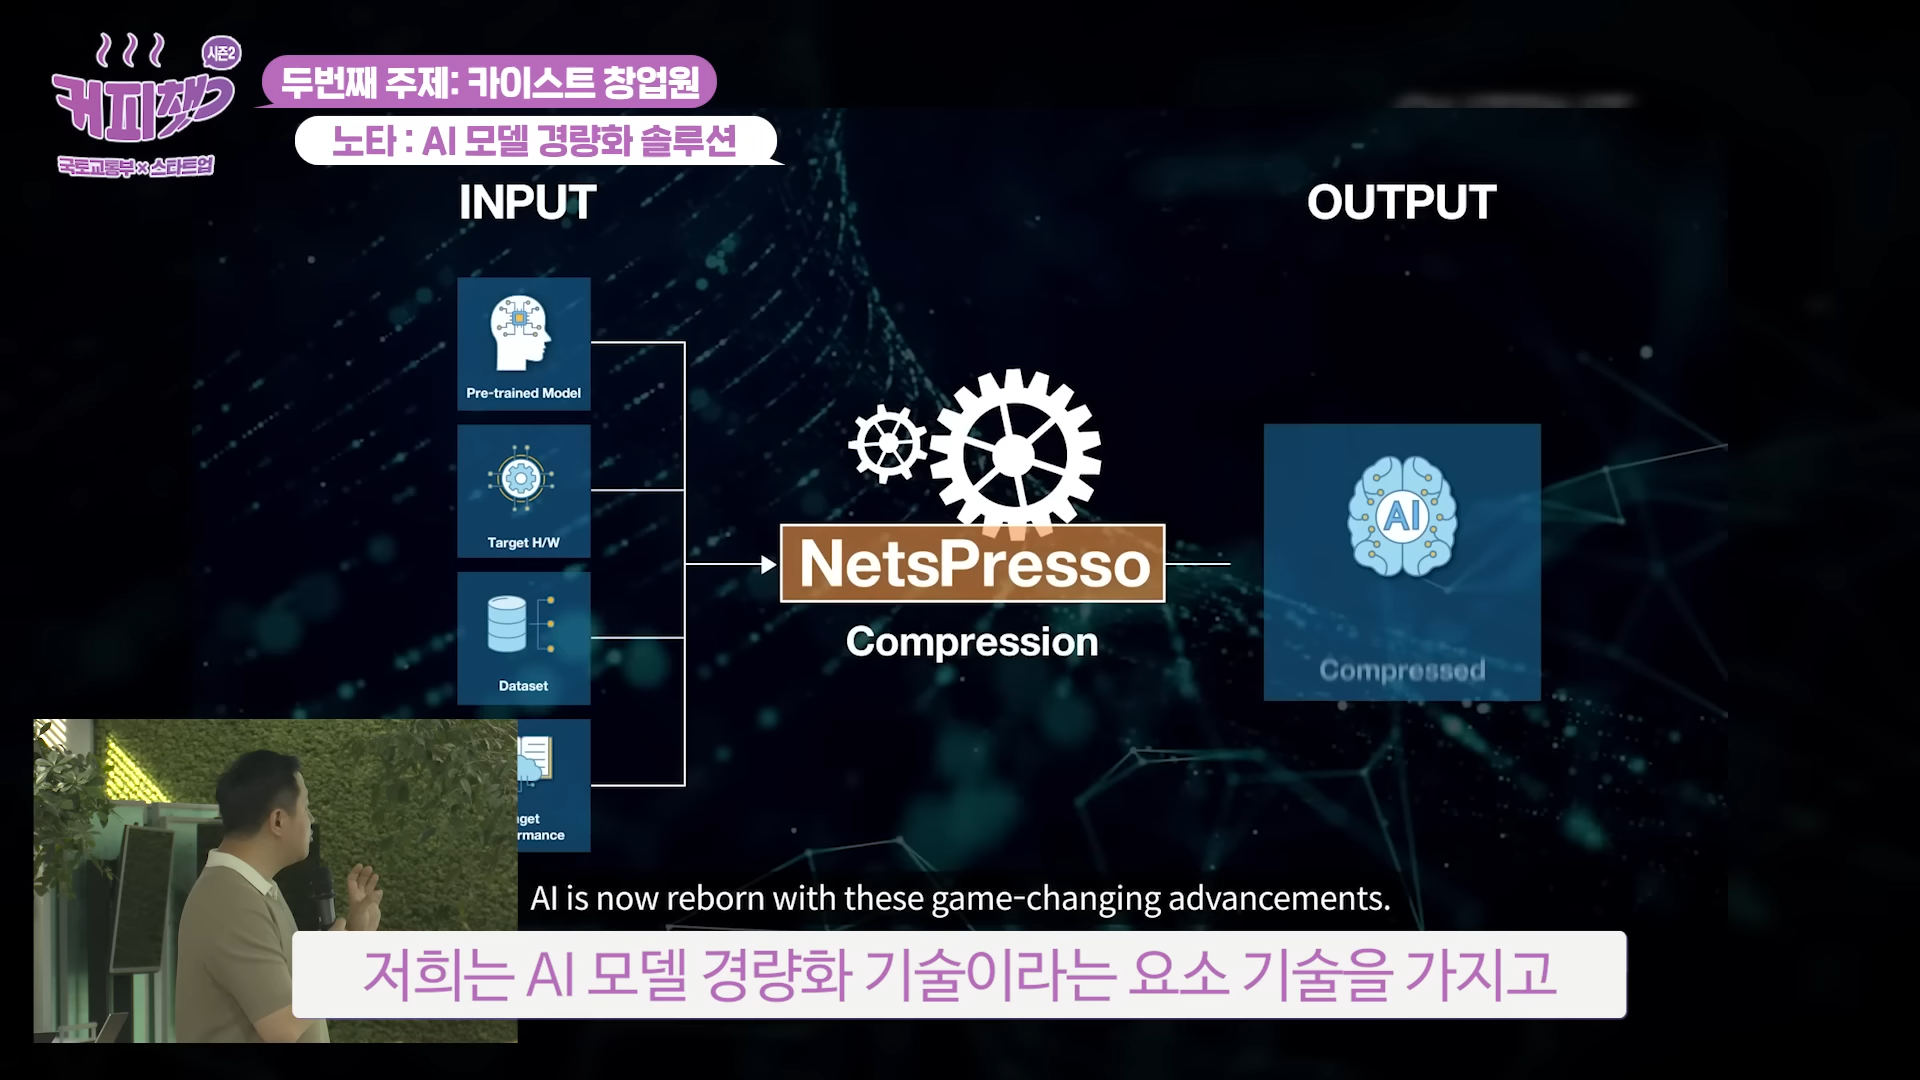 시즌2
커피챗
국토교통부×스타트업
두번째 주제: 카이스트 창업원
노타 : AI 모델 경량화 솔루션
INPUT
OUTPUT
Pre-trained Model
Target H/W
Dataset
NetsPresso
Compression
AI
Compressed
AI is now reborn with these game-changing advancements.
저희는 AI 모델 경량화 기술이라는 요소 기술을 가지고